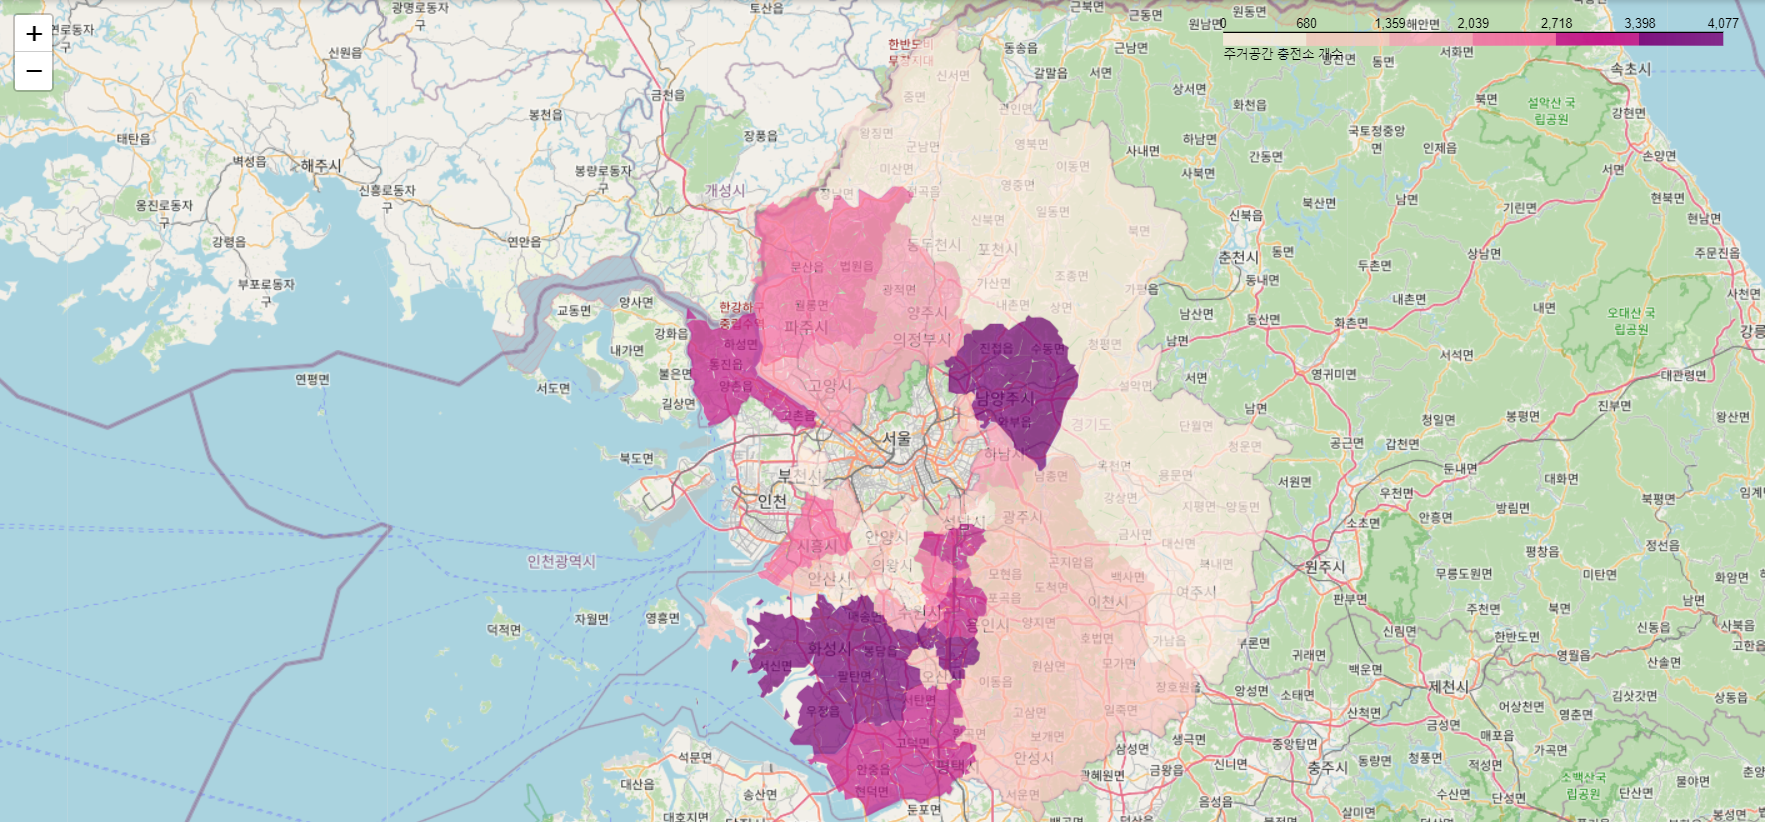 +
−
0 680 1,359 2,039 2,718 3,398 4,077
주거공간 충전소 개수
광명로동자
구
토산읍
근북면
근동면
원남면
원동면
해안면
서화면
한반도비
무장지대
동송읍
근남면
방산면
동면
신원읍
금천읍
신서면
갈말읍
서면
상서면
속초시
북면
설악산 국
립공원
강현면
봉천읍
중면
관인면
화천읍
태탄읍
장풍읍
왕징면
군남면
영북면
하남면
국토정중앙
면
인제읍
벽성읍
해주시
미산면
이동면
사내면
간동면
손양면
서면
봉량로동자
구
신흥로동자
구
개성시
장남면
영중면
사북면
현북면
옹진로동자
구
전곡읍
신북면
일동면
신북읍
북산면
남면
기린면
현남면
강령읍
연안읍
동두천시
포천시
북면
춘천시
동면
상남면
주문진읍
문산읍
법원읍
조종면
동내면
두촌면
부포로동자
구
광적면
가산면
가평읍
사천면
교동면
양사면
한강하구
중립수역
월롱면
양주시
내촌면
상면
남산면
동산면
내촌면
내면
오대산 국
립공원
화촌면
파주시
강화읍
의정부시
하성면
진접읍
수동면
청평면
남면
서석면
내가면
통진읍
불은면
연평면
서도면
양촌읍
고양시
설악면
서면
영귀미면
대관령면
길상면
고촌읍
남양주시
와부읍
경기도
단월면
남면
청일면
봉평면
진부면
왕산면
서울
청운면
공근면
갑천면
북도면
하남시
남종면
옥천면
용문면
서원면
둔내면
대화면
부천시
인천
강상면
지평면
양동면
우천면
방림면
북평면
광주시
소초면
안흥면
시흥시
안양시
금사면
대신면
평창읍
정선읍
인천광역시
안산시
의왕시
모현읍
곤지암읍
도척면
백사면
북내면
원주시
무릉도원면
미탄면
화암면
덕적면
자월면
영흥면
수원시
포곡읍
이천시
여주시
판부면
주천면
북면
남면
용인시
양지면
호법면
가남읍
부론면
신림면
한반도면
신동읍
사북읍
화성시
봉담읍
서신면
팔탄면
오산시
원삼면
모가면
귀래면
백운면
영월읍
산솔면
이동읍
장호원읍
앙성면
소태면
제천시
김삿갓면
상동읍
우정읍
서탄면
고삼면
일죽면
산척면
금성면
어상천면
영춘면
고덕면
보개면
생극면
삼성면
중앙탑면
동량면
매포읍
가곡면
석문면
안중읍
평택시
안성시
광혜원면
금왕읍
신니면
충주시
청풍면
적성면
소백산국
립공원
물야면
대산읍
송산면
현덕면
둔포면
서운면
음성읍
살미면
수산면
단성면
단산면
대호지면
봉성면